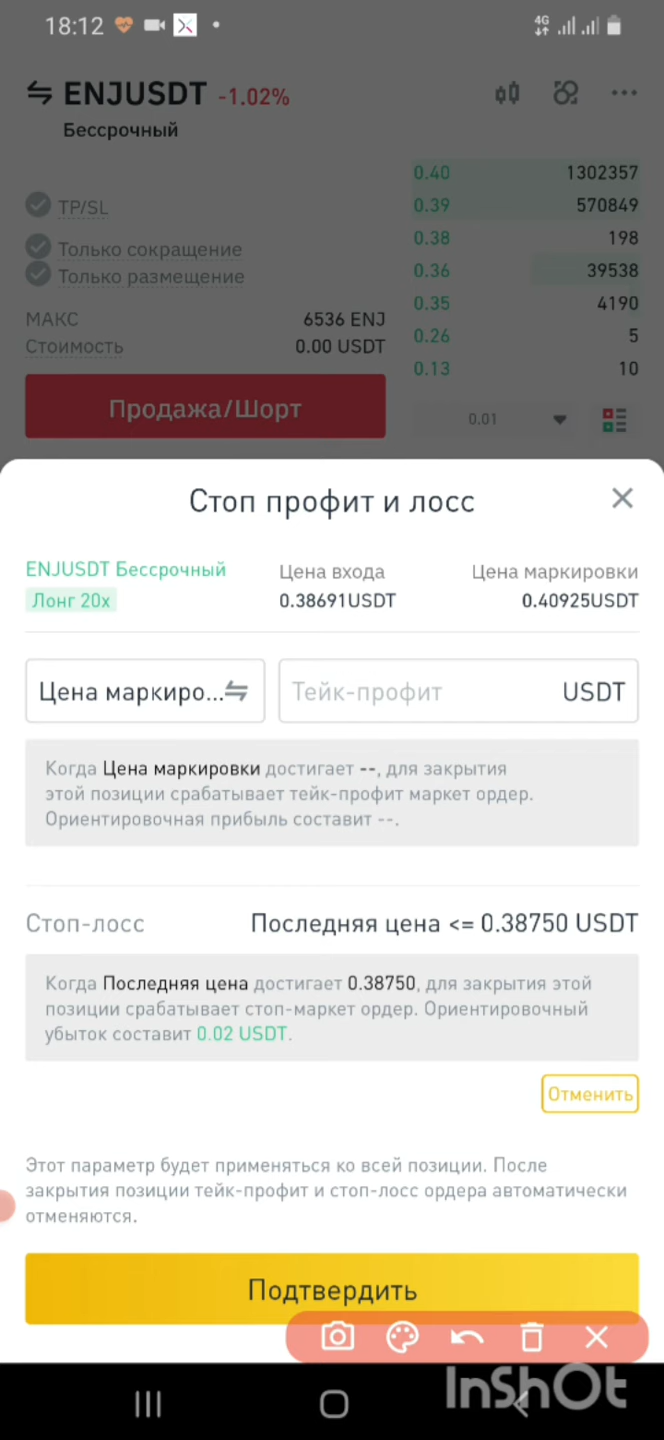 18:12
4G
ENJUSDT -1.02%
Бессрочный
0.40 1302357
TP/SL
0.39 570849
0.38 198
Только сокращение
Только размещение
0.36 39538
0.35 4190
МАКС 6536 ENJ
Стоимость 0.00 USDT
0.26 5
0.13 10
Продажа/Шорт
0.01
Стоп профит и лосс
ENJUSDT Бессрочный
Цена входа
Цена маркировки
Лонг 20x
0.38691USDT
0.40925USDT
Цена маркиро...
Тейк-профит USDT
Когда Цена маркировки достигает --, для закрытия
этой позиции срабатывает тейк-профит маркет ордер.
Ориентировочная прибыль составит --.
Стоп-лосс
Последняя цена <= 0.38750 USDT
Когда Последняя цена достигает 0.38750, для закрытия этой
позиции срабатывает стоп-маркет ордер. Ориентировочный
убыток составит 0.02 USDT.
Отменить
Этот параметр будет применяться ко всей позиции. После
закрытия позиции тейк-профит и стоп-лосс ордера автоматически
отменяются.
Подтвердить
InShOt